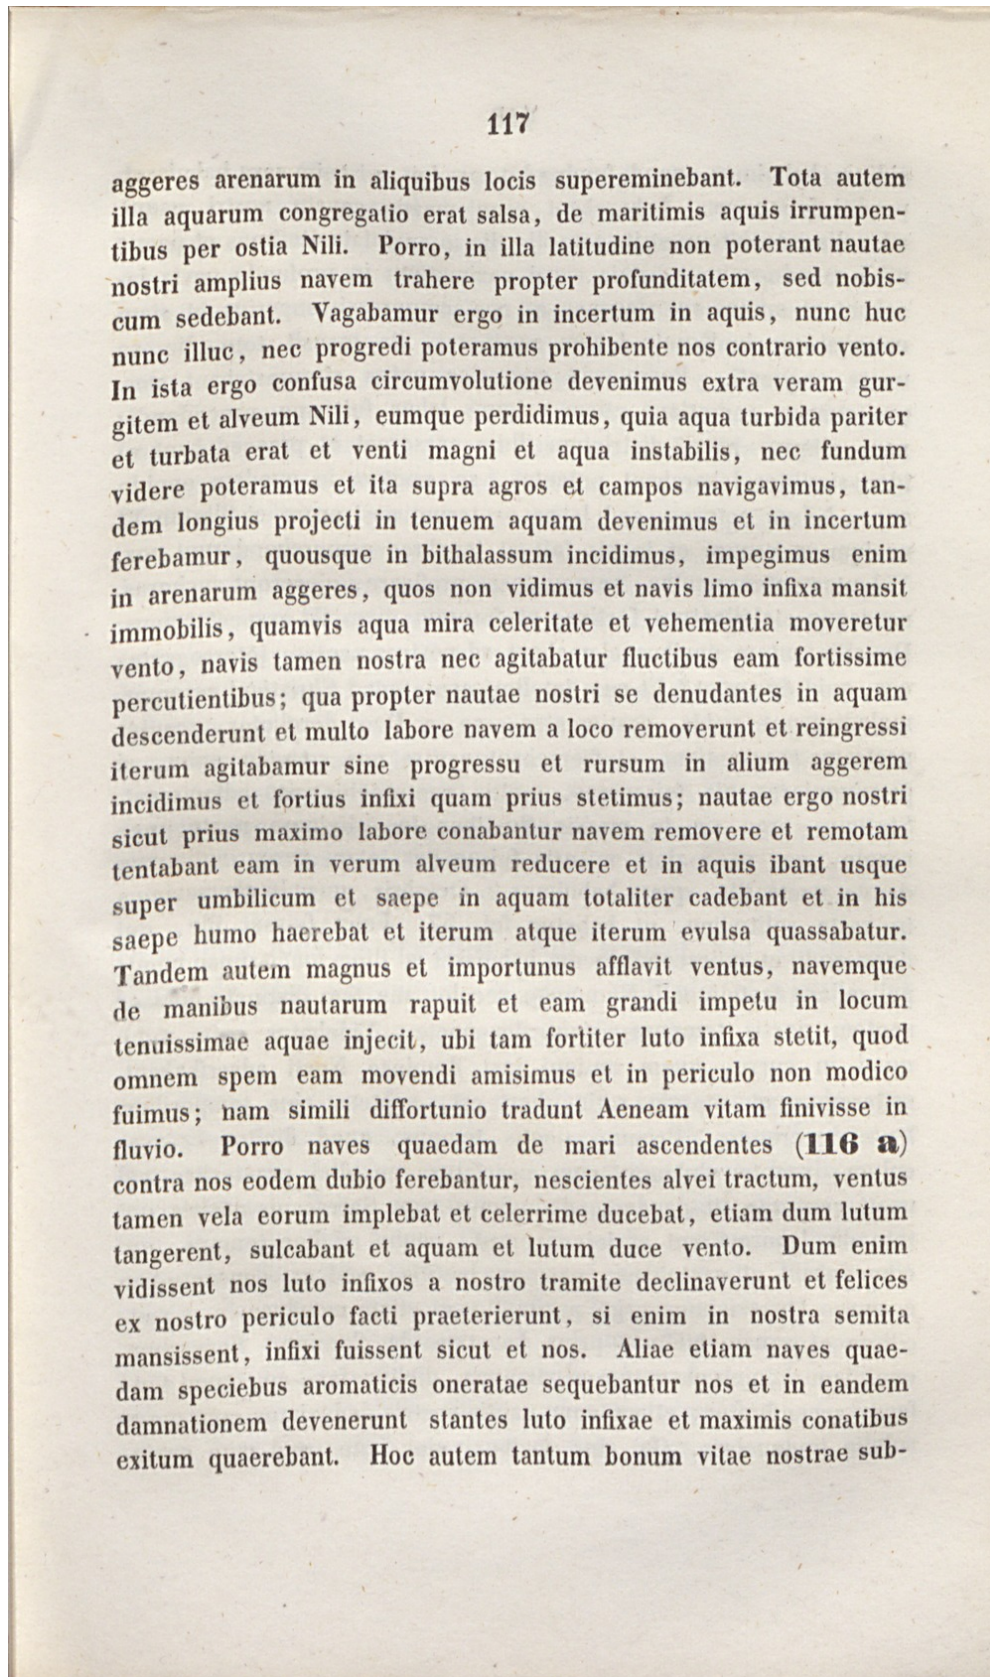 117
aggeres arenarum in aliquibus locis supereminebant. Tota autem
illa aquarum congregatio erat salsa, de maritimis aquis irrumpen-
tibus per ostia Nili. Porro, in illa latitudine non poterant nautae
nostri amplius navem trahere propter profunditatem, sed nobis-
cum sedebant. Vagabamur ergo in incertum in aquis, nunc huc
nunc illuc, nec progredi poteramus prohibente nos contrario vento.
In ista ergo confusa circumvolutione devenimus extra veram gur-
gitem et alveum Nili, eumque perdidimus, quia aqua turbida pariter
et turbata erat et venti magni et aqua instabilis, nec fundum
videre poteramus et ita supra agros et campos navigavimus, tan-
dem longius projecti in tenuem aquam devenimus et in incertum
ferebamur, quousque in bithalassum incidimus, impegimus enim
in arenarum aggeres, quos non vidimus et navis limo infixa mansit
immobilis, quamvis aqua mira celeritate et vehementia moveretur
vento, navis tamen nostra nec agitabatur fluctibus eam fortissime
percutientibus; qua propter nautae nostri se denudantes in aquam
descenderunt et multo labore navem a loco removerunt et reingressi
iterum agitabamur sine progressu et rursum in alium aggerem
incidimus et fortius infixi quam prius stetimus; nautae ergo nostri
sicut prius maximo labore conabantur navem removere et remotam
tentabant eam in verum alveum reducere et in aquis ibant usque
super umbilicum et saepe in aquam totaliter cadebant et in his
saepe humo haerebat et iterum atque iterum evulsa quassabatur.
Tandem autem magnus et importunus afflavit ventus, navemque
de manibus nautarum rapuit et eam grandi impetu in locum
tenuissimae aquae injecit, ubi tam fortiter luto infixa stetit, quod
omnem spem eam movendi amisimus et in periculo non modico
fuimus; nam simili diffortunio tradunt Aeneam vitam finivisse in
fluvio. Porro naves quaedam de mari ascendentes (116 a)
contra nos eodem dubio ferebantur, nescientes alvei tractum, ventus
tamen vela eorum implebat et celerrime ducebat, etiam dum lutum
tangerent, sulcabant et aquam et lutum duce vento. Dum enim
vidissent nos luto infixos a nostro tramite declinaverunt et felices
ex nostro periculo facti praeterierunt, si enim in nostra semita
mansissent, infixi fuissent sicut et nos. Aliae etiam naves quae-
dam speciebus aromaticis oneratae sequebantur nos et in eandem
damnationem devenerunt stantes luto infixae et maximis conatibus
exitum quaerebant. Hoc autem tantum bonum vitae nostrae sub-